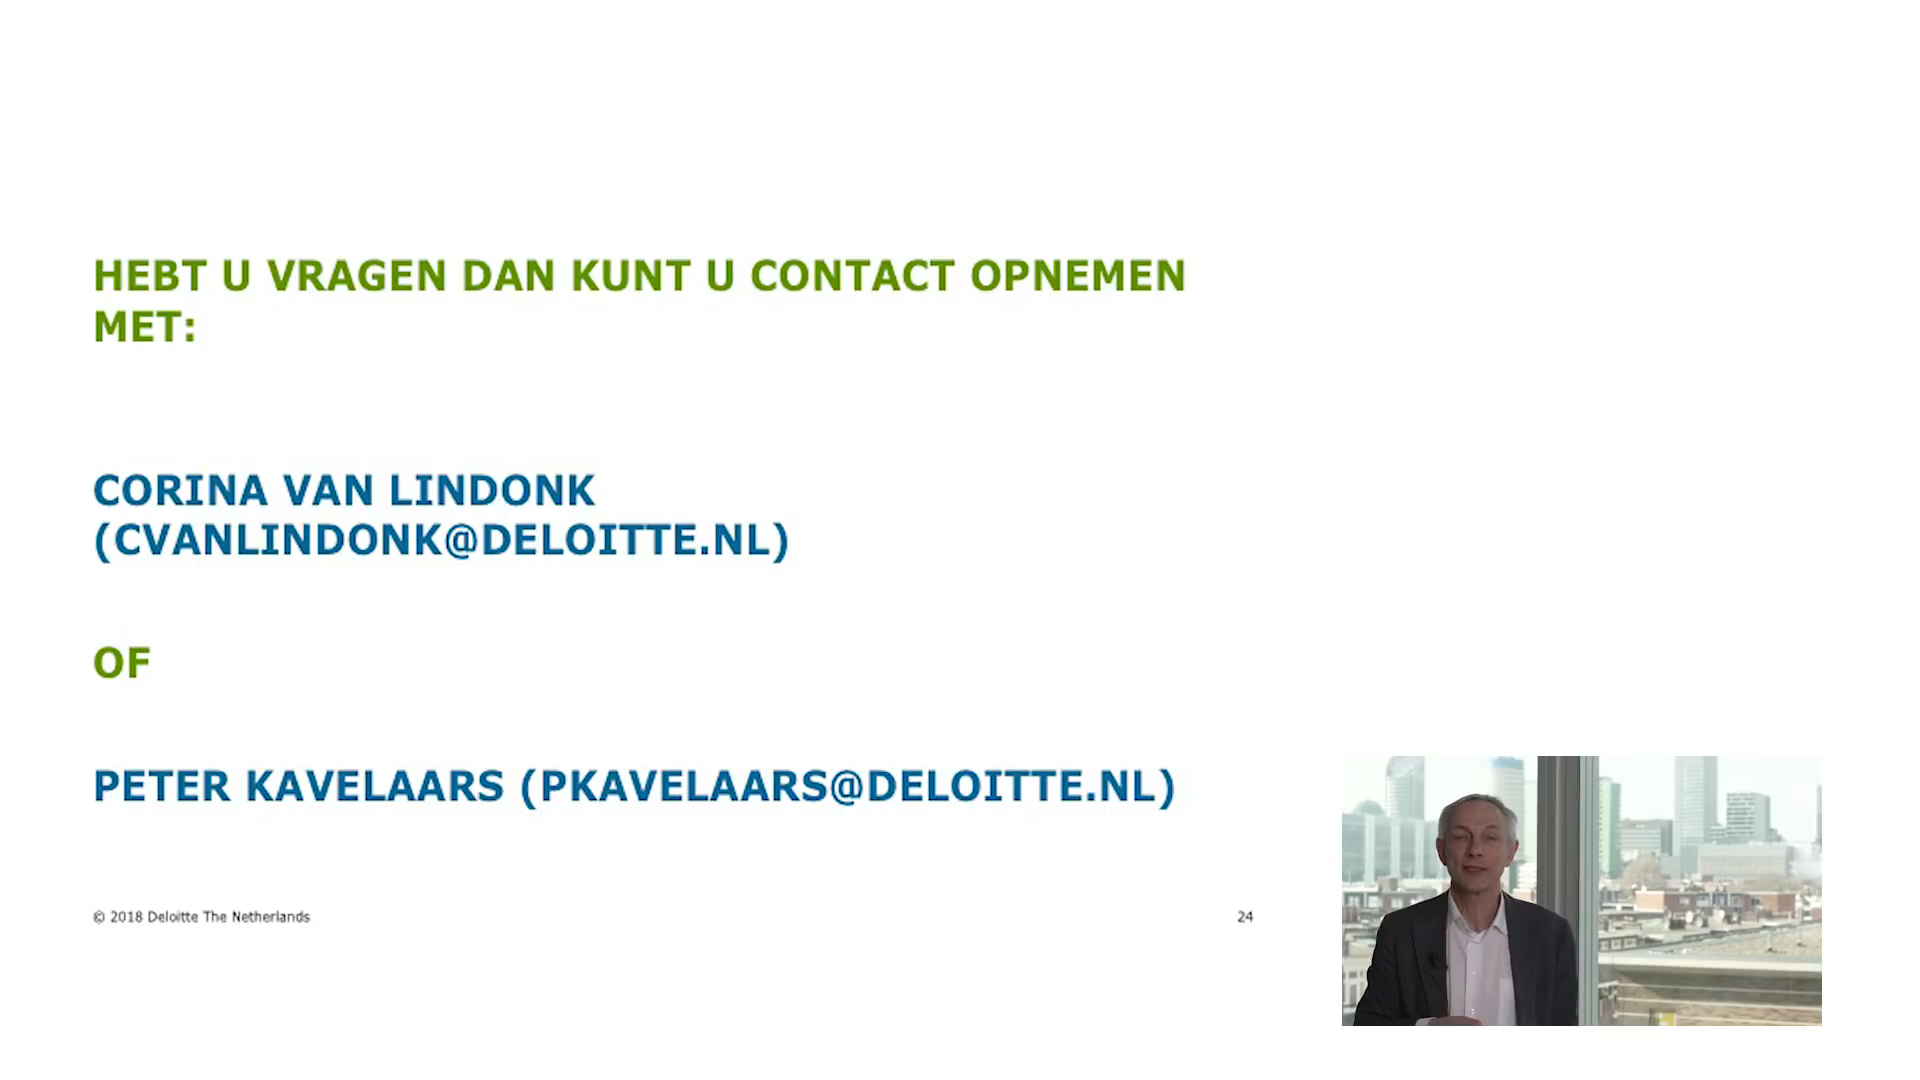 HEBT U VRAGEN DAN KUNT U CONTACT OPNEMEN
MET:
CORINA VAN LINDONK
(CVANLINDONK@DELOITTE.NL)
OF
PETER KAVELAARS (PKAVELAARS@DELOITTE.NL)
© 2018 Deloitte The Netherlands
24